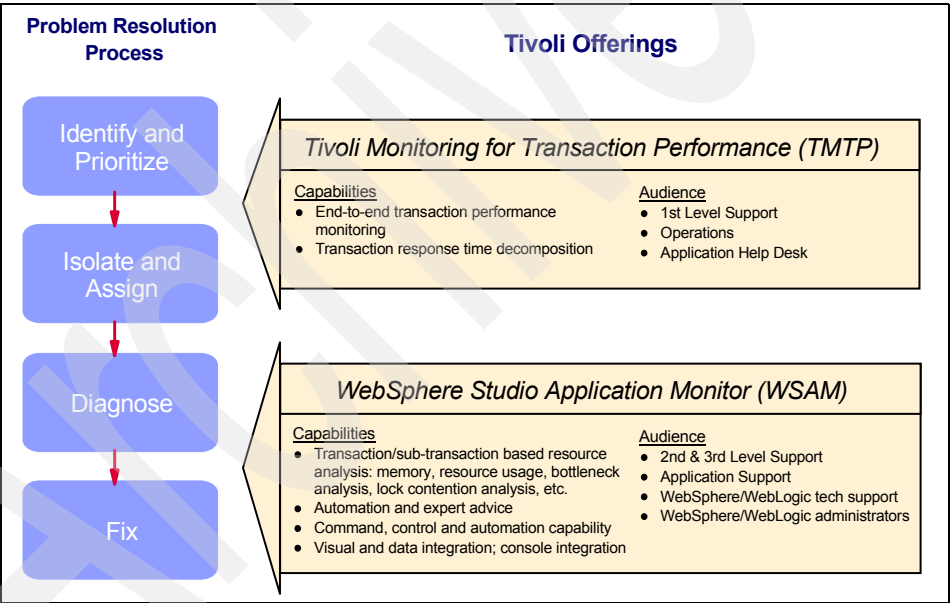 Problem Resolution
Process
Tivoli Offerings
Identify and
Prioritize
Isolate and
Assign
Diagnose
Fix
Tivoli Monitoring for Transaction Performance (TMTP)
Capabilities
● End-to-end transaction performance
monitoring
● Transaction response time decomposition
Audience
● 1st Level Support
● Operations
● Application Help Desk
WebSphere Studio Application Monitor (WSAM)
Capabilities
● Transaction/sub-transaction based resource
analysis: memory, resource usage, bottleneck
analysis, lock contention analysis, etc.
● Automation and expert advice
● Command, control and automation capability
● Visual and data integration; console integration
Audience
● 2nd & 3rd Level Support
● Application Support
● WebSphere/WebLogic tech support
● WebSphere/WebLogic administrators